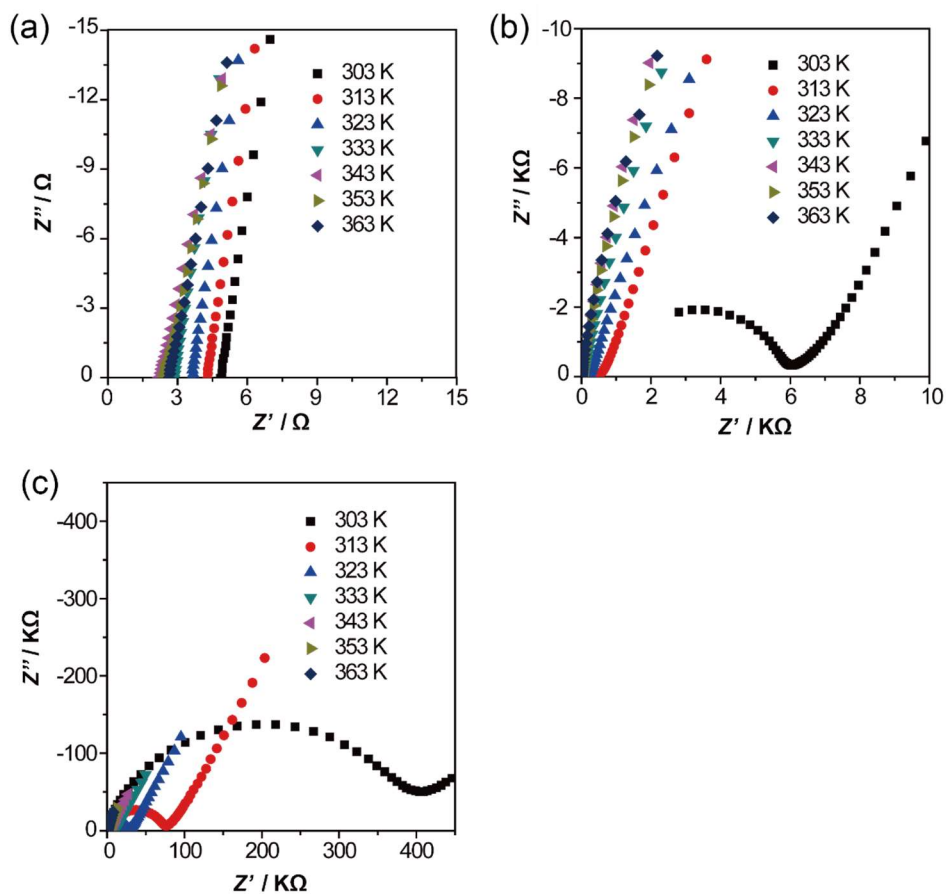 (a)
-15
-12
-9
-6
-3
0
Z″ / Ω
0 3 6 9 12 15
Z' / Ω
303 K
313 K
323 K
333 K
343 K
353 K
363 K
(b)
-10
-8
-6
-4
-2
0
Z″ / KΩ
0 2 4 6 8 10
Z' / KΩ
303 K
313 K
323 K
333 K
343 K
353 K
363 K
(c)
-400
-300
-200
-100
0
Z″ / KΩ
0 100 200 300 400
Z' / KΩ
303 K
313 K
323 K
333 K
343 K
353 K
363 K